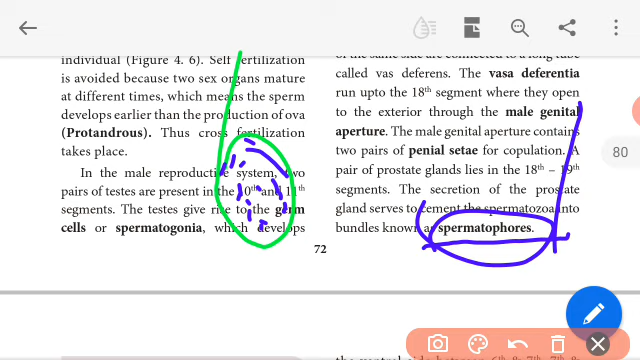 individual (Figure 4. 6). Self fertilization
is avoided because two sex organs mature
at different times, which means the sperm
develops earlier than the production of ova
(Protandrous). Thus cross fertilization
takes place.
In the male reproductive system, two
pairs of testes are present in the 10th and 11th
segments. The testes give rise to the germ
cells or spermatogonia, which develops
of the same side are connected to a long tube
called vas deferens. The vasa deferentia
run upto the 18th segment where they open
to the exterior through the male genital
aperture. The male genital aperture contains
two pairs of penial setae for copulation. A
pair of prostate glands lies in the 18th – 19th
segments. The secretion of the prostate
gland serves to cement the spermatozoa into
bundles known as spermatophores.
72
80